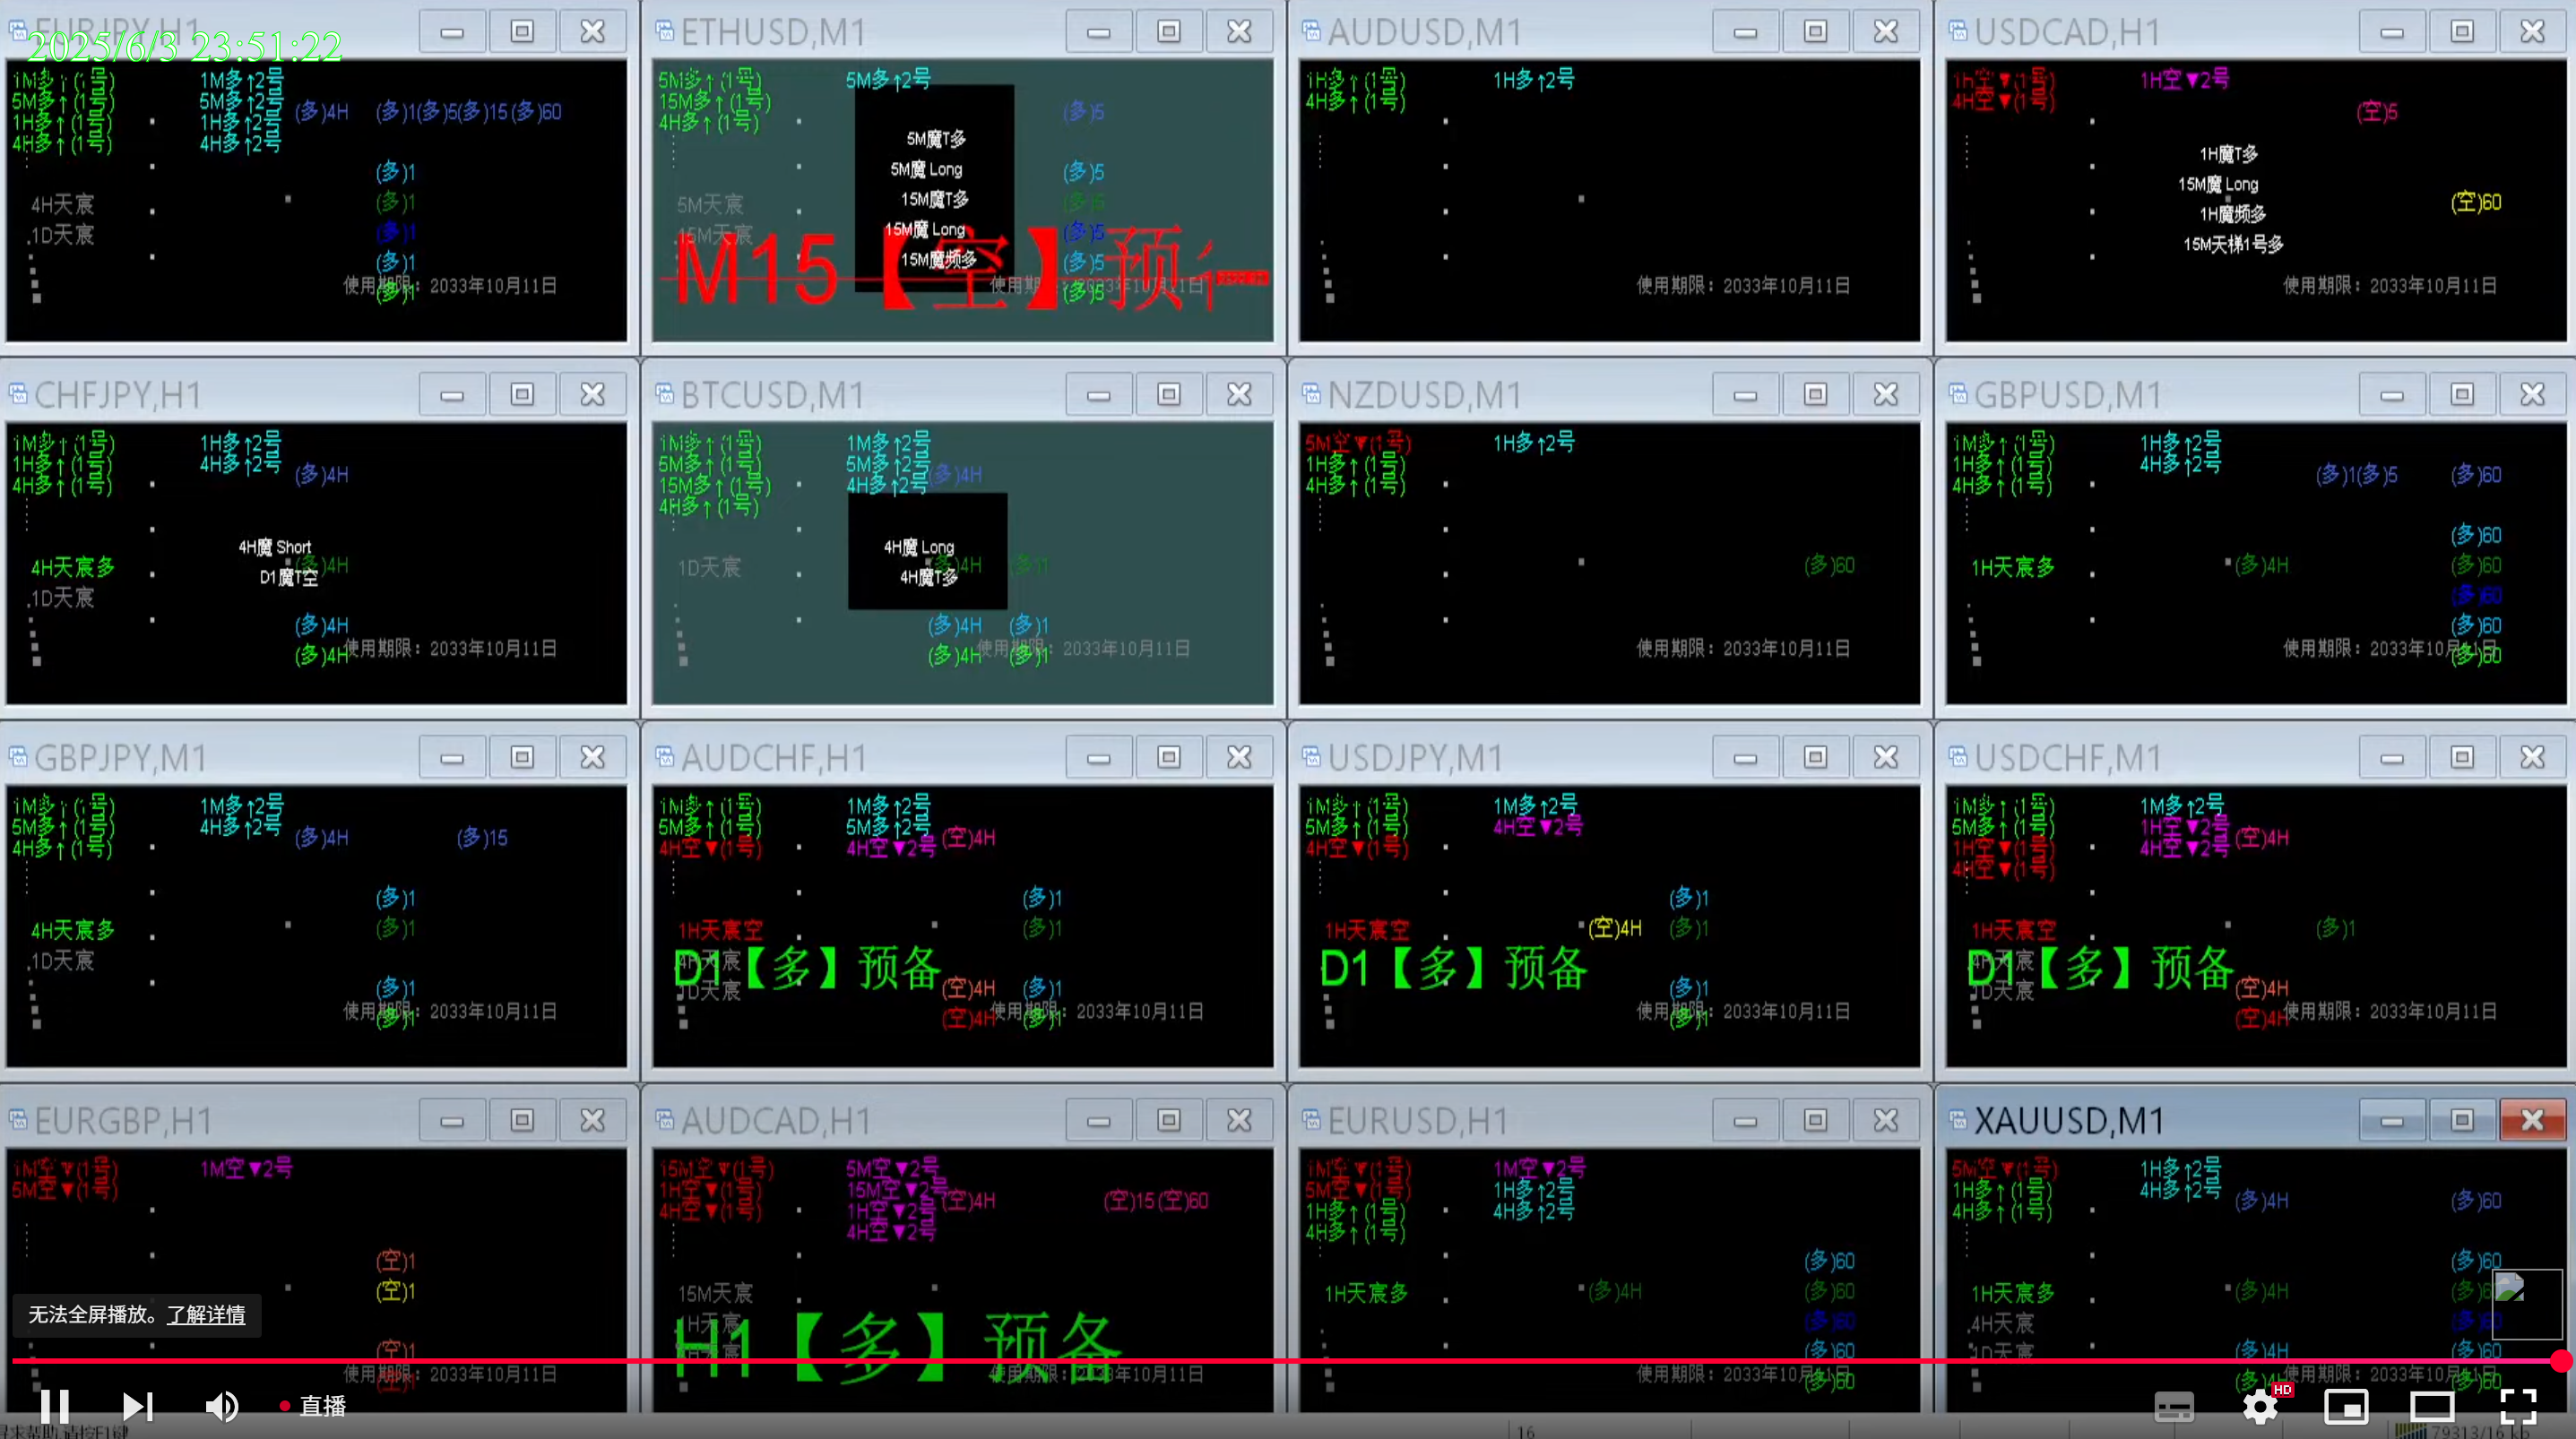 EURJPY,H1
2025/6/3 23:51:22
1M多↑(1号)
5M多↑(1号)
1H多↑(1号)
4H多↑(1号)
1M多↑2号
5M多↑2号
1H多↑2号
4H多↑2号
(多)4H (多)1(多)5(多)15(多)60
(多)1
4H天宸
(多)1
.1D天宸
(多)1
(多)1
使用期限：2033年10月11日
(多)1
ETHUSD,M1
5M多↑(1号)
15M多↑(1号)
4H多↑(1号)
5M多↑2号
(多)5
5M魔T多
5M魔 Long
(多)5
15M魔T多
5M天宸
(多)5
15M魔 Long
15M天宸
(多)5
15M魔频多
(多)5
M15【空】预
(多)5
AUDUSD,M1
1H多↑(1号)
4H多↑(1号)
1H多↑2号
使用期限：2033年10月11日
USDCAD,H1
1H空▼(1号)
4H空▼(1号)
1H空▼2号
(空)5
1H魔T多
15M魔 Long
(空)60
1H魔频多
15M天梯1号多
使用期限：2033年10月11日
CHFJPY,H1
1M多↑(1号)
1H多↑(1号)
4H多↑(1号)
1H多↑2号
4H多↑2号
(多)4H
4H魔 Short
4H天宸多
(多)4H
D1魔T空
.1D天宸
(多)4H
使用期限：2033年10月11日
(多)4H
BTCUSD,M1
1M多↑(1号)
5M多↑(1号)
15M多↑(1号)
4H多↑(1号)
1M多↑2号
5M多↑2号
4H多↑2号
(多)4H
4H魔 Long
1D天宸
(多)4H (多)1
4H魔T多
(多)4H (多)1
使用期限：2033年10月11日
(多)4H (多)1
NZDUSD,M1
5M空▼(1号)
1H多↑(1号)
4H多↑(1号)
1H多↑2号
(多)60
使用期限：2033年10月11日
GBPUSD,M1
1M多↑(1号)
1H多↑(1号)
4H多↑(1号)
1H多↑2号
4H多↑2号
(多)1(多)5 (多)60
(多)60
1H天宸多
(多)4H (多)60
(多)60
(多)60
使用期限：2033年10月11日
(多)60
GBPJPY,M1
1M多↑(1号)
5M多↑(1号)
4H多↑(1号)
1M多↑2号
4H多↑2号
(多)4H (多)15
(多)1
4H天宸多
(多)1
.1D天宸
(多)1
使用期限：2033年10月11日
(多)1
AUDCHF,H1
1M多↑(1号)
5M多↑(1号)
4H空▼(1号)
1M多↑2号
5M多↑2号
4H空▼2号
(空)4H
(多)1
1H天宸空
(多)1
4H天宸
D1【多】预备
1D天宸
(空)4H (多)1
使用期限：2033年10月11日
(空)4H (多)1
USDJPY,M1
1M多↑(1号)
5M多↑(1号)
4H空▼(1号)
1M多↑2号
4H空▼2号
(多)1
1H天宸空
(空)4H (多)1
D1【多】预备
(多)1
使用期限：2033年10月11日
(多)1
USDCHF,M1
1M多↑(1号)
5M多↑(1号)
1H空▼(1号)
4H空▼(1号)
1M多↑2号
1H空▼2号
4H空▼2号
(空)4H
1H天宸空
(多)1
4H天宸
D1【多】预备
1D天宸
(空)4H
使用期限：2033年10月11日
(空)4H
EURGBP,H1
1M空▼(1号)
5M空▼(1号)
1M空▼2号
(空)1
(空)1
无法全屏播放。了解详情
(空)1
使用期限：2033年10月11日
AUDCAD,H1
15M空▼(1号)
1H空▼(1号)
4H空▼(1号)
5M空▼2号
15M空▼2号
1H空▼2号
4H空▼2号
(空)4H (空)15(空)60
15M天宸
1H天宸
H1【多】预备
使用期限：2033年10月11日
EURUSD,H1
1M空▼(1号)
5M空▼(1号)
1H多↑(1号)
4H多↑(1号)
1M空▼2号
1H多↑2号
4H多↑2号
(多)60
1H天宸多
(多)4H (多)60
(多)60
(多)60
使用期限：2033年10月11日
(多)60
XAUUSD,M1
5M空▼(1号)
1H多↑(1号)
4H多↑(1号)
1H多↑2号
4H多↑2号
(多)4H (多)60
(多)60
1H天宸多
(多)4H
.4H天宸
1D天宸
(多)4H (多)60
使用期限：2033年10月11日
(多)60
直播
HD
16